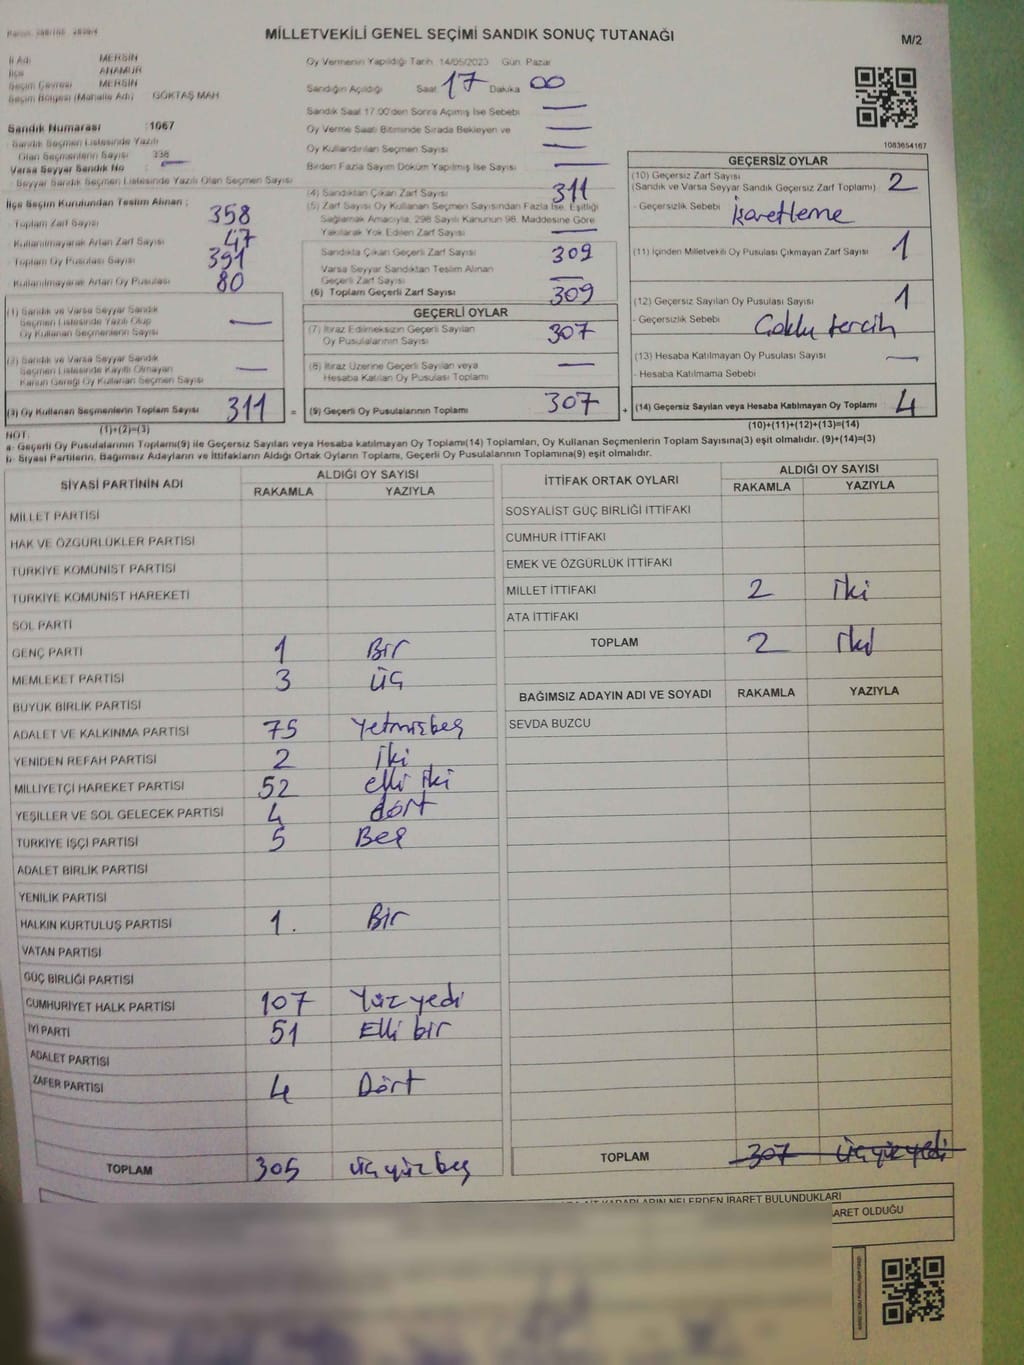 MİLLETVEKİLİ GENEL SEÇİMİ SANDIK SONUÇ TUTANAĞI
M/2
İl Adı MERSİN
İlçe ANAMUR
Seçim Çevresi MERSİN
Seçim Bölgesi (Mahalle Adı) GÖKTAŞ MAH
Sandık Numarası : 1067
Sandık Seçmen Listesinde Yazılı
Olan Seçmenlerin Sayısı
Varsa Seyyar Sandık No : —
Seyyar Sandık Seçmen Listesinde Yazılı Olan Seçmen Sayısı
İlçe Seçim Kurulundan Teslim Alınan ;
Toplam Zarf Sayısı 358
Kullanılmayarak Artan Zarf Sayısı 47
Toplam Oy Pusulası Sayısı 391
Kullanılmayarak Artan Oy Pusulası 80
(1) Sandık ve Varsa Seyyar Sandık
Seçmen Listesinde Yazılı Olup
Oy Kullanan Seçmenlerin Sayısı —
(2) Sandık ve Varsa Seyyar Sandık
Seçmen Listesinde Kayıtlı Olmayan
Kanun Gereği Oy Kullanan Seçmen Sayısı —
(3) Oy Kullanan Seçmenlerin Toplam Sayısı 311 =
(1)+(2)=(3)
Oy Vermenin Yapıldığı Tarih 14/05/2023 Gün Pazar
Sandığın Açıldığı Saat 17 Dakika 00
Sandık Saat 17.00'den Sonra Açılmış İse Sebebi —
Oy Verme Saati Bitiminde Sırada Bekleyen ve
Oy Kullandırılan Seçmen Sayısı —
Birden Fazla Sayım Döküm Yapılmış İse Sayısı —
(4) Sandıktan Çıkan Zarf Sayısı 311
(5) Zarf Sayısı Oy Kullanan Seçmen Sayısından Fazla İse, Eşitliği
Sağlamak Amacıyla, 298 Sayılı Kanunun 98. Maddesine Göre
Yakılarak Yok Edilen Zarf Sayısı —
Sandıkta Çıkan Geçerli Zarf Sayısı 309
Varsa Seyyar Sandıktan Teslim Alınan
Geçerli Zarf Sayısı —
(6) Toplam Geçerli Zarf Sayısı 309
GEÇERLİ OYLAR
(7) İtiraz Edilmeksizin Geçerli Sayılan
Oy Pusulalarının Sayısı 307
(8) İtiraz Üzerine Geçerli Sayılan veya
Hesaba Katılan Oy Pusulası Toplamı —
(9) Geçerli Oy Pusulalarının Toplamı 307 +
1083654167
GEÇERSİZ OYLAR
(10) Geçersiz Zarf Sayısı
(Sandık ve Varsa Seyyar Sandık Geçersiz Zarf Toplamı) 2
- Geçersizlik Sebebi İşaretleme
(11) İçinden Milletvekili Oy Pusulası Çıkmayan Zarf Sayısı 1
(12) Geçersiz Sayılan Oy Pusulası Sayısı 1
- Geçersizlik Sebebi Çoklu tercih
(13) Hesaba Katılmayan Oy Pusulası Sayısı —
- Hesaba Katılmama Sebebi
(14) Geçersiz Sayılan veya Hesaba Katılmayan Oy Toplamı 4
(10)+(11)+(12)+(13)=(14)
NOT:
a- Geçerli Oy Pusulalarının Toplamı(9) ile Geçersiz Sayılan veya Hesaba katılmayan Oy Toplamı(14) Toplamları, Oy Kullanan Seçmenlerin Toplam Sayısına(3) eşit olmalıdır. (9)+(14)=(3)
b- Siyasi Partilerin, Bağımsız Adayların ve İttifakların Aldığı Ortak Oyların Toplamı, Geçerli Oy Pusulalarının Toplamına(9) eşit olmalıdır.
SİYASİ PARTİNİN ADI ALDIĞI OY SAYISI
RAKAMLA YAZIYLA
MİLLET PARTİSİ
HAK VE ÖZGÜRLÜKLER PARTİSİ
TÜRKİYE KOMÜNİST PARTİSİ
TÜRKİYE KOMÜNİST HAREKETİ
SOL PARTİ
GENÇ PARTİ 1 Bir
MEMLEKET PARTİSİ 3 üç
BÜYÜK BİRLİK PARTİSİ
ADALET VE KALKINMA PARTİSİ 75 Yetmişbeş
YENİDEN REFAH PARTİSİ 2 İki
MİLLİYETÇİ HAREKET PARTİSİ 52 elli iki
YEŞİLLER VE SOL GELECEK PARTİSİ 4 dört
TÜRKİYE İŞÇİ PARTİSİ 5 Beş
ADALET BİRLİK PARTİSİ
YENİLİK PARTİSİ
HALKIN KURTULUŞ PARTİSİ 1. Bir
VATAN PARTİSİ
GÜÇ BİRLİĞİ PARTİSİ
CUMHURİYET HALK PARTİSİ 107 Yüz yedi
İYİ PARTİ 51 Elli bir
ADALET PARTİSİ
ZAFER PARTİSİ 4 Dört
TOPLAM 305 üçyüz beş
İTTİFAK ORTAK OYLARI ALDIĞI OY SAYISI
RAKAMLA YAZIYLA
SOSYALİST GÜÇ BİRLİĞİ İTTİFAKI
CUMHUR İTTİFAKI
EMEK VE ÖZGÜRLÜK İTTİFAKI
MİLLET İTTİFAKI 2 İki
ATA İTTİFAKI
TOPLAM 2 İki
BAĞIMSIZ ADAYIN ADI VE SOYADI RAKAMLA YAZIYLA
SEVDA BUZCU
TOPLAM 307 üçyüzyedi
KARARLARIN NELERDEN İBARET BULUNDUKLARI
ARET OLDUĞU